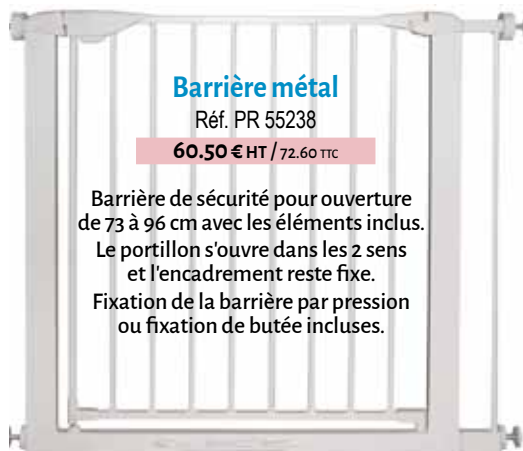 Barrière métal
Réf. PR 55238
60.50 € HT / 72.60 TTC
Barrière de sécurité pour ouverture
de 73 à 96 cm avec les éléments inclus.
Le portillon s'ouvre dans les 2 sens
et l'encadrement reste fixe.
Fixation de la barrière par pression
ou fixation de butée incluses.